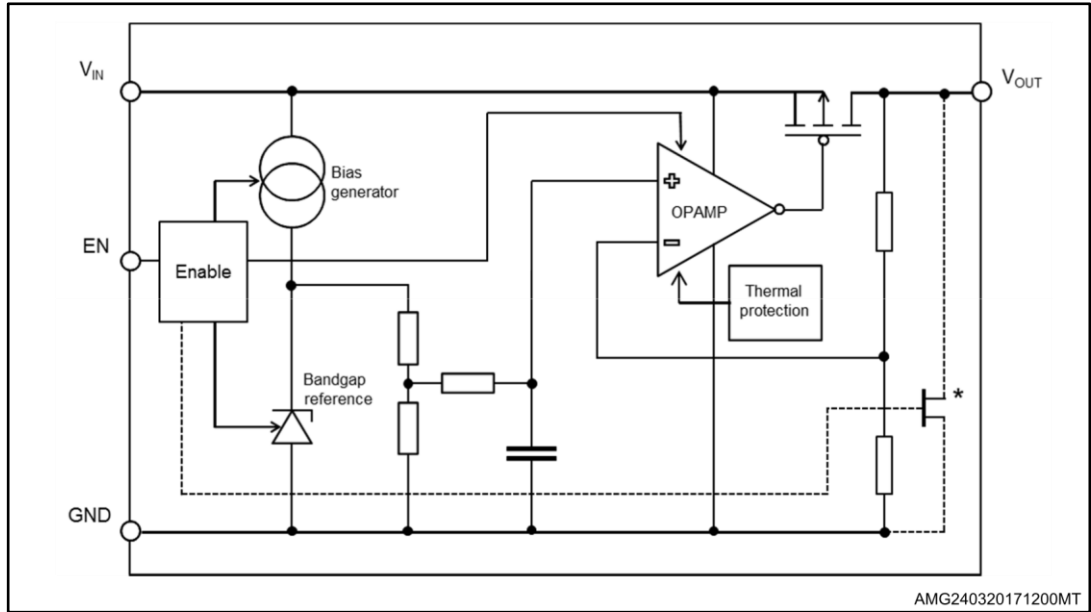 V_IN
V_OUT
Bias
generator
OPAMP
EN
Enable
Thermal
protection
Bandgap
reference
*
GND
AMG240320171200MT